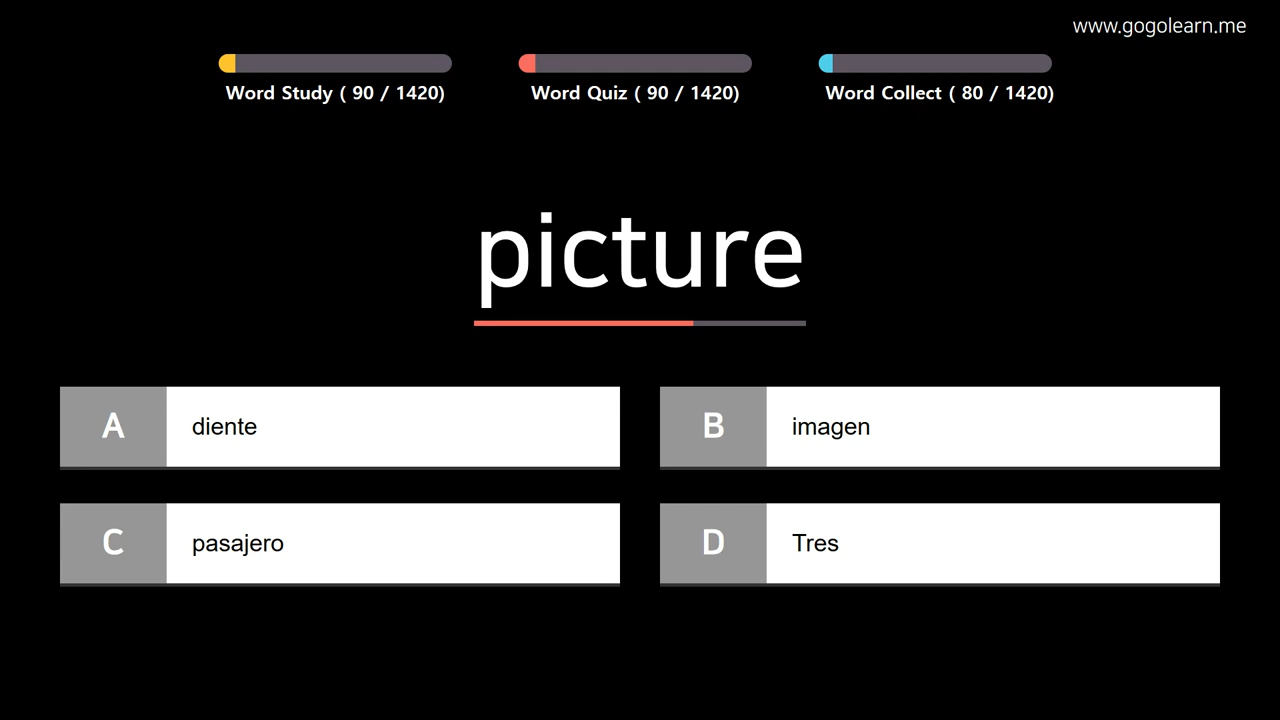 www.gogolearn.me
Word Study ( 90 / 1420)
Word Quiz ( 90 / 1420)
Word Collect ( 80 / 1420)
picture
A diente
B imagen
C pasajero
D Tres